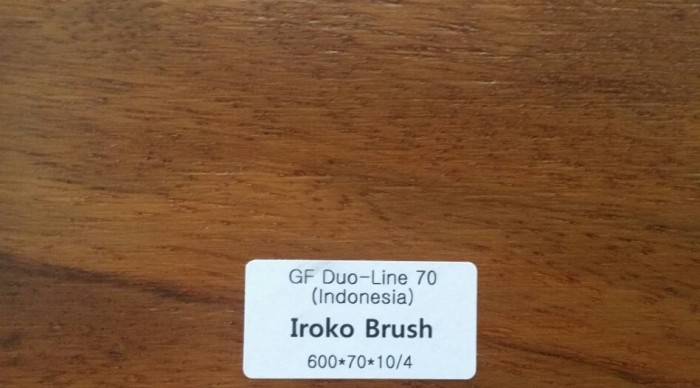 GF Duo-Line 70
(Indonesia)
Iroko Brush
600*70*10/4